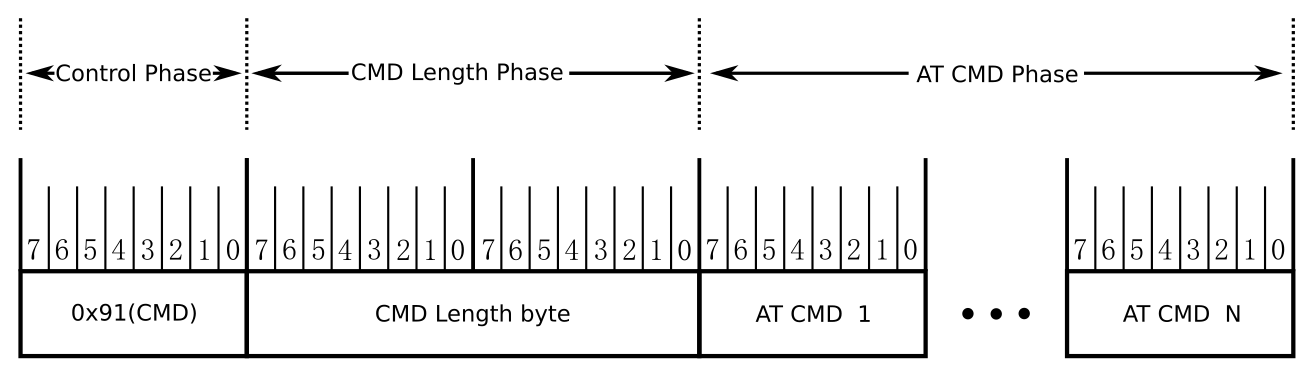 Control Phase CMD Length Phase AT CMD Phase
7 6 5 4 3 2 1 0 7 6 5 4 3 2 1 0 7 6 5 4 3 2 1 0 7 6 5 4 3 2 1 0 7 6 5 4 3 2 1 0
0x91(CMD) CMD Length byte AT CMD 1 ••• AT CMD N